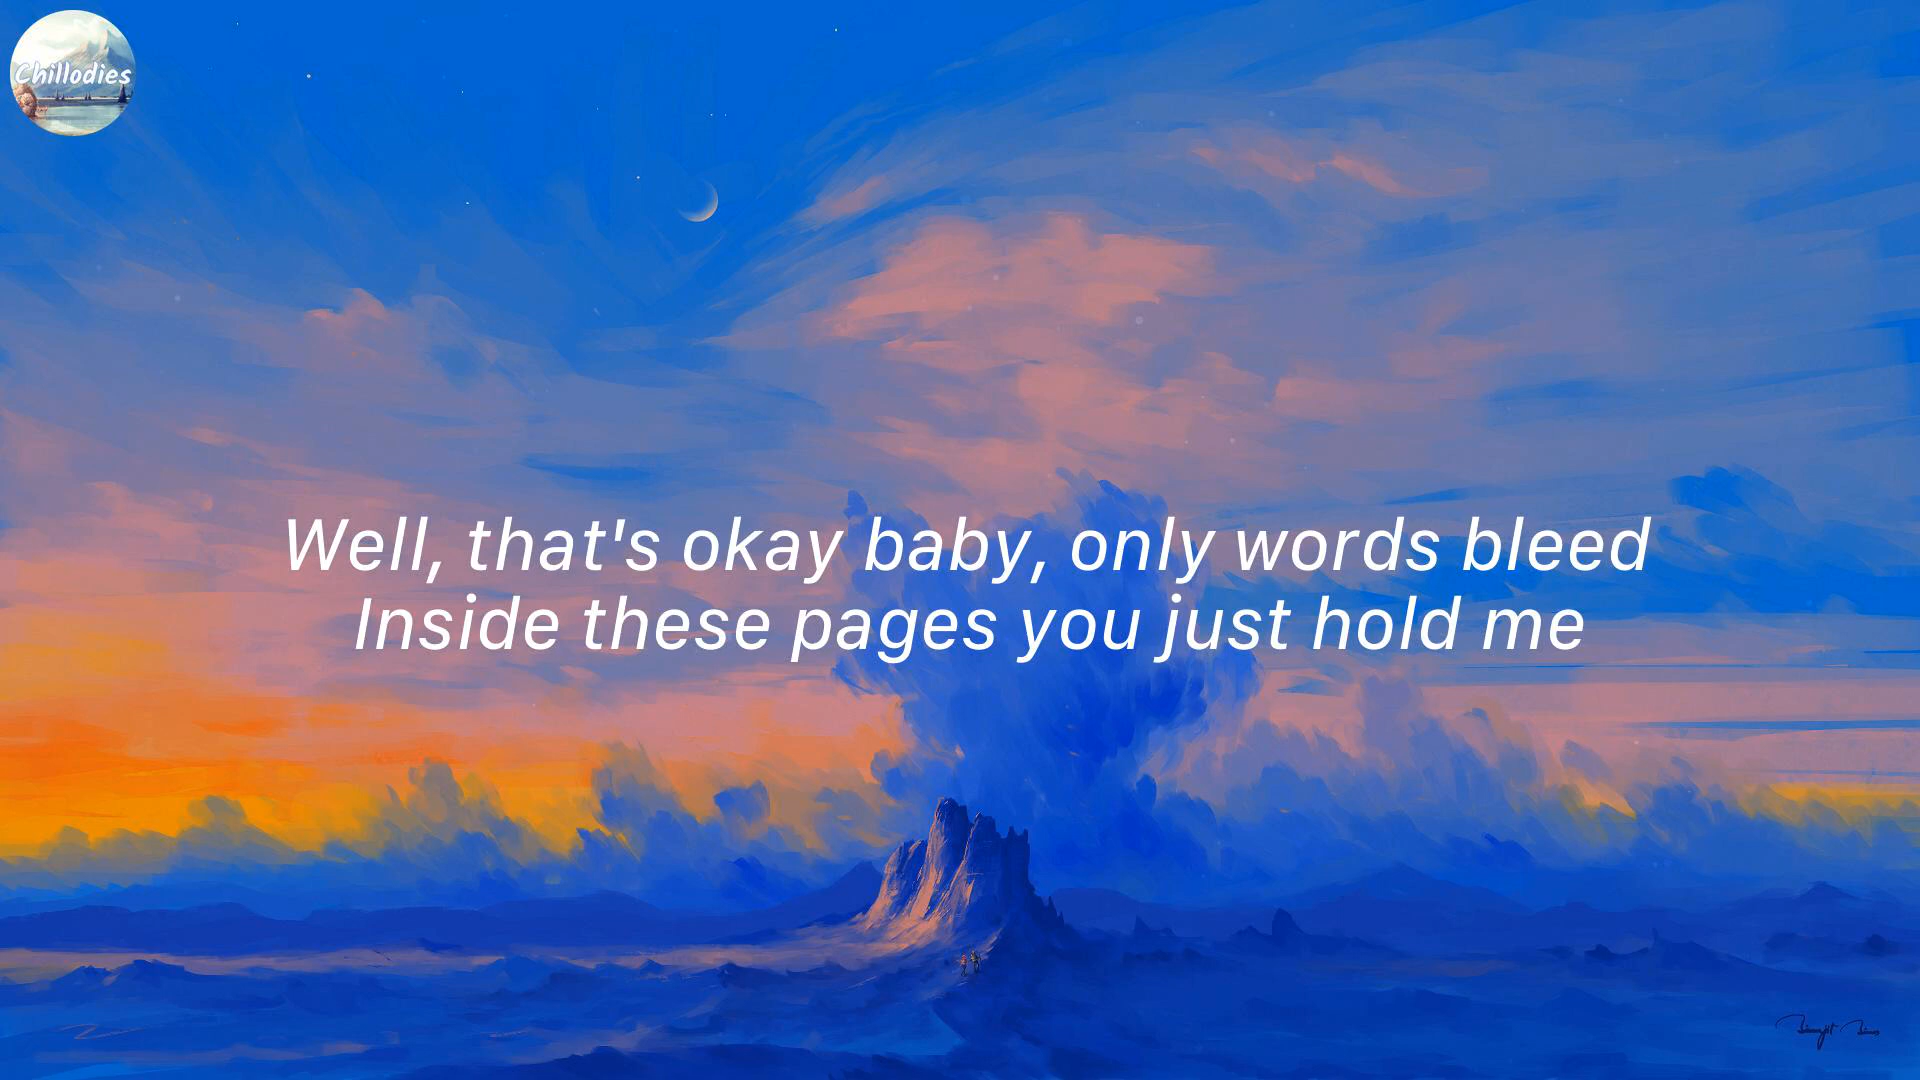 Chillodies
Well, that's okay baby, only words bleed
Inside these pages you just hold me